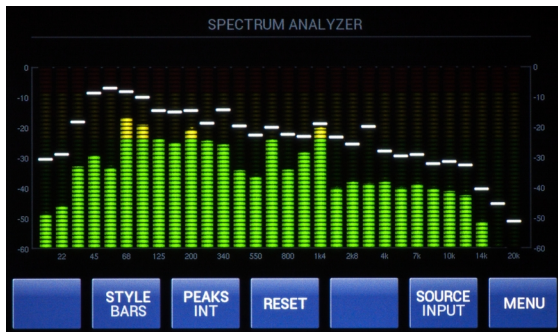 SPECTRUM ANALYZER
0 0
-10 -10
-20 -20
-30 -30
-40 -40
-50 -50
-60 -60
22 45 68 125 200 340 550 800 1k4 2k8 4k 7k 10k 14k 20k
STYLE PEAKS RESET SOURCE MENU
BARS INT INPUT